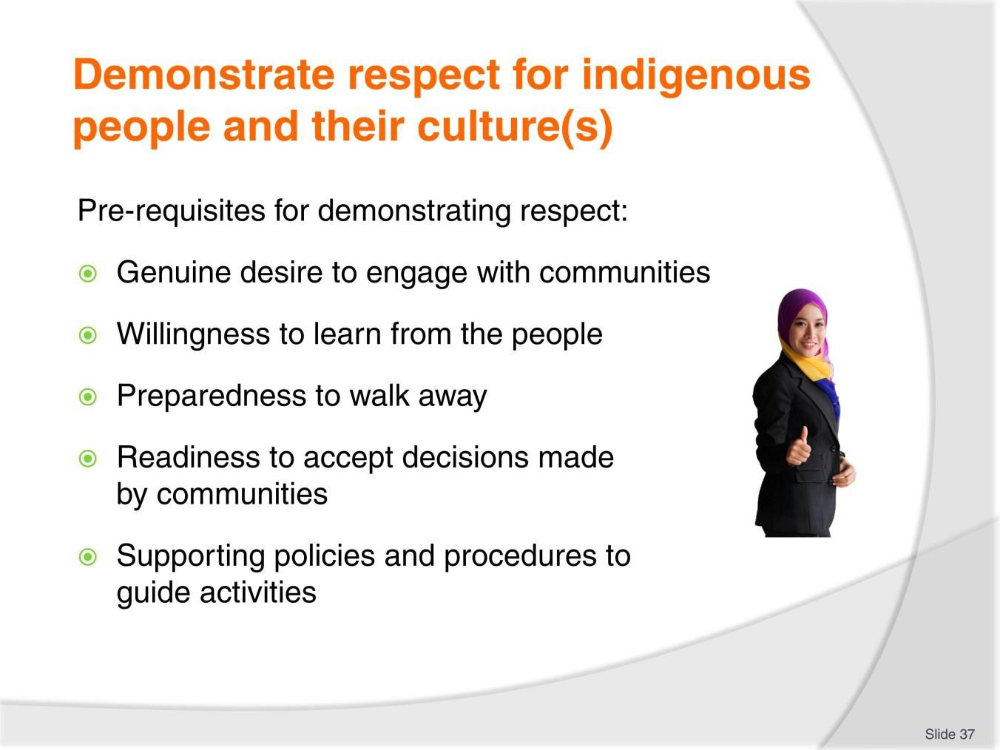 Demonstrate respect for indigenous
people and their culture(s)
Pre-requisites for demonstrating respect:
Genuine desire to engage with communities
Willingness to learn from the people
Preparedness to walk away
Readiness to accept decisions made
by communities
Supporting policies and procedures to
guide activities
Slide 37